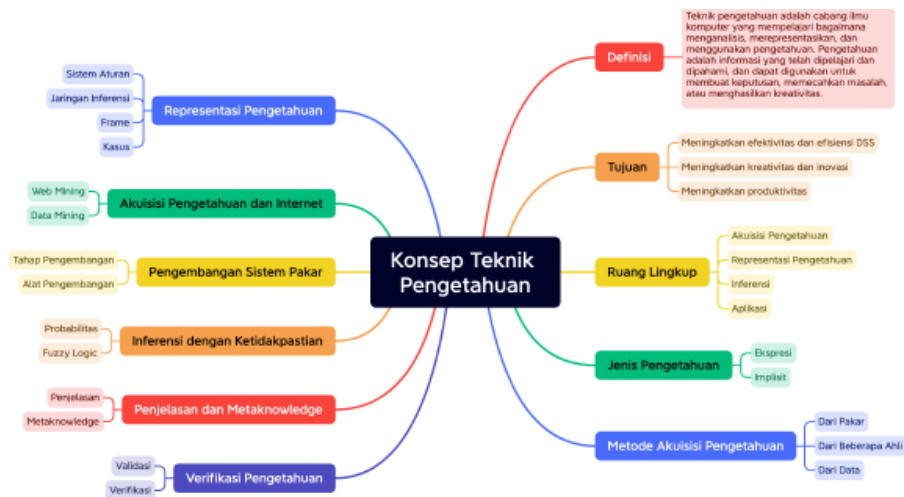 Konsep Teknik
Pengetahuan
Definisi
Teknik pengetahuan adalah cabang ilmu
komputer yang mempelajari bagaimana
menganalisis, merepresentasikan, dan
menggunakan pengetahuan. Pengetahuan
adalah informasi yang telah dipelajari dan
dipahami, dan dapat digunakan untuk
membuat keputusan, memecahkan masalah,
atau menghasilkan kreativitas.
Tujuan
Meningkatkan efektivitas dan efisiensi DSS
Meningkatkan kreativitas dan inovasi
Meningkatkan produktivitas
Ruang Lingkup
Akuisisi Pengetahuan
Representasi Pengetahuan
Inferensi
Aplikasi
Jenis Pengetahuan
Ekspresi
Implisit
Metode Akuisisi Pengetahuan
Dari Pakar
Dari Beberapa Ahli
Dari Data
Representasi Pengetahuan
Sistem Aturan
Jaringan Inferensi
Frame
Kasus
Akuisisi Pengetahuan dan Internet
Web Mining
Data Mining
Pengembangan Sistem Pakar
Tahap Pengembangan
Alat Pengembangan
Inferensi dengan Ketidakpastian
Probabilitas
Fuzzy Logic
Penjelasan dan Metaknowledge
Penjelasan
Metaknowledge
Verifikasi Pengetahuan
Validasi
Verifikasi